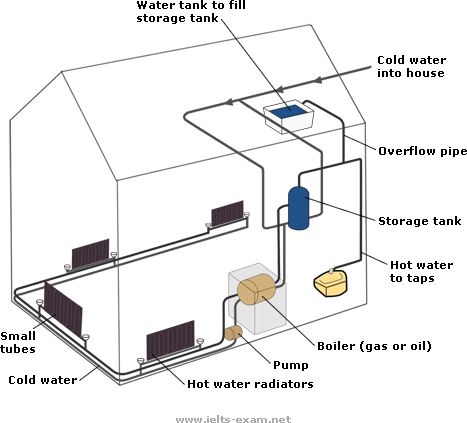 Water tank to fill
storage tank
Cold water
into house
Overflow pipe
Storage tank
Hot water
to taps
Boiler (gas or oil)
Pump
Small
tubes
Cold water
Hot water radiators
www.ielts-exam.net